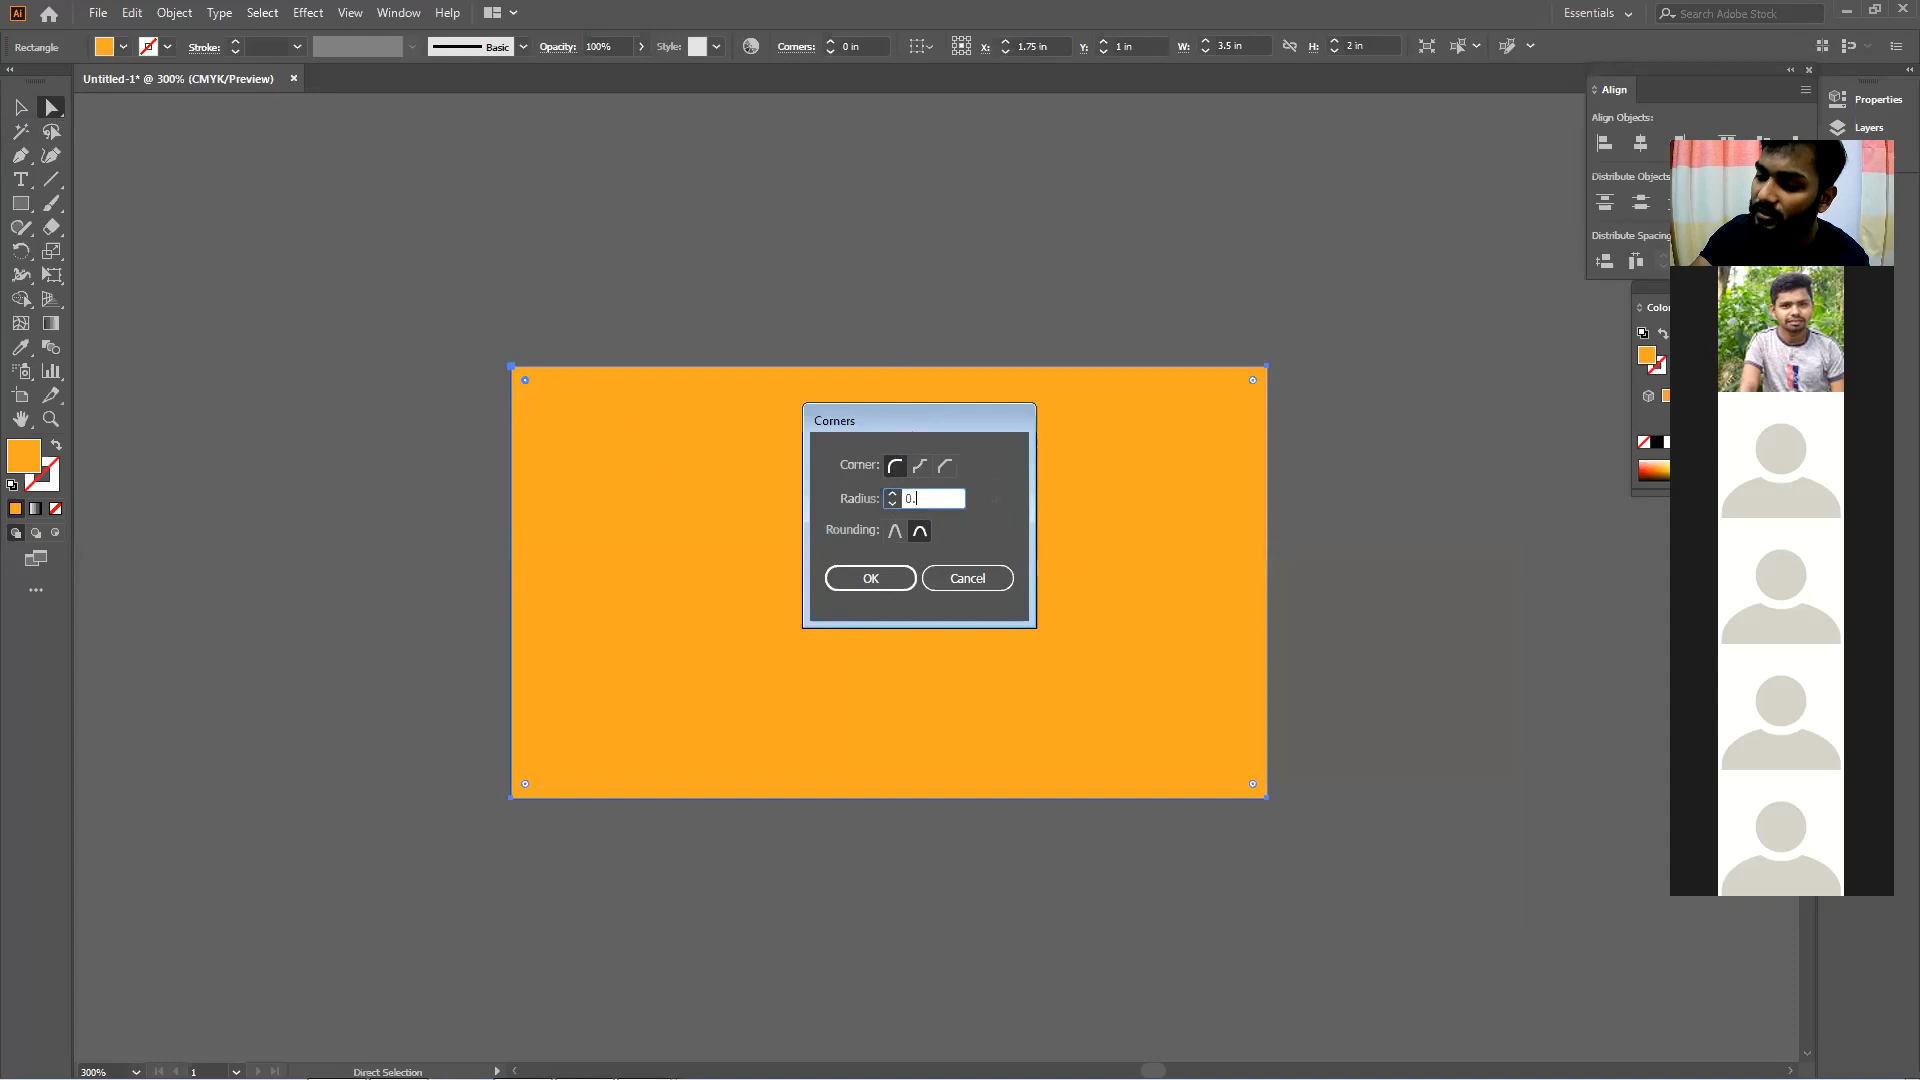 Ai File Edit Object Type Select Effect View Window Help Essentials Search Adobe Stock
Rectangle Stroke: Basic Opacity: 100% Style: Corners: 0 in X: 1.75 in Y: 1 in W: 3.5 in H: 2 in
Untitled-1* @ 300% (CMYK/Preview)
Align
Align Objects:
Distribute Objects
Distribute Spacing
Properties
Layers
Colo
Corners
Corner:
Radius: 0.
Rounding:
OK Cancel
300% 1 Direct Selection